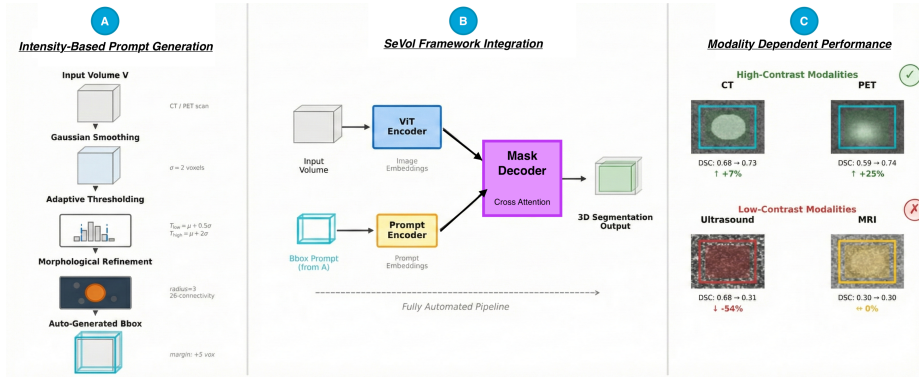 A
Intensity-Based Prompt Generation
Input Volume V
CT / PET scan
Gaussian Smoothing
σ = 2 voxels
Adaptive Thresholding
T_low = μ + 0.5σ
T_high = μ + 2σ
Morphological Refinement
radius=3
26-connectivity
Auto-Generated Bbox
margin: +5 vox
B
SeVol Framework Integration
Input
Volume
ViT
Encoder
Image
Embeddings
Bbox Prompt
(from A)
Prompt
Encoder
Prompt
Embeddings
Mask
Decoder
Cross Attention
3D Segmentation
Output
Fully Automated Pipeline
C
Modality Dependent Performance
High-Contrast Modalities
✓
CT
DSC: 0.68 → 0.73
↑ +7%
PET
DSC: 0.59 → 0.74
↑ +25%
Low-Contrast Modalities
✗
Ultrasound
DSC: 0.68 → 0.31
↓ -54%
MRI
DSC: 0.30 → 0.30
↔ 0%